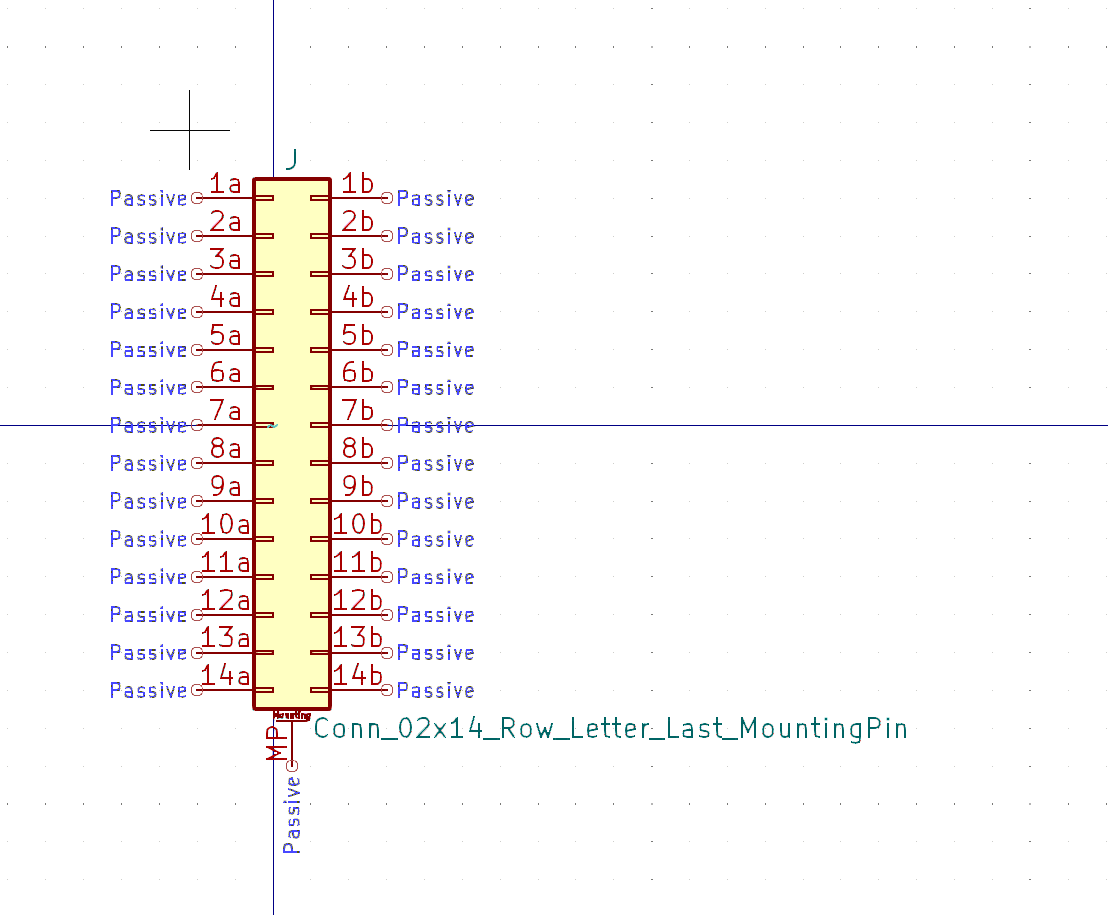 J
Passive 1a 1b Passive
Passive 2a 2b Passive
Passive 3a 3b Passive
Passive 4a 4b Passive
Passive 5a 5b Passive
Passive 6a 6b Passive
Passive 7a 7b Passive
Passive 8a 8b Passive
Passive 9a 9b Passive
Passive 10a 10b Passive
Passive 11a 11b Passive
Passive 12a 12b Passive
Passive 13a 13b Passive
Passive 14a 14b Passive
Mounting
MP
Conn_02x14_Row_Letter_Last_MountingPin
Passive